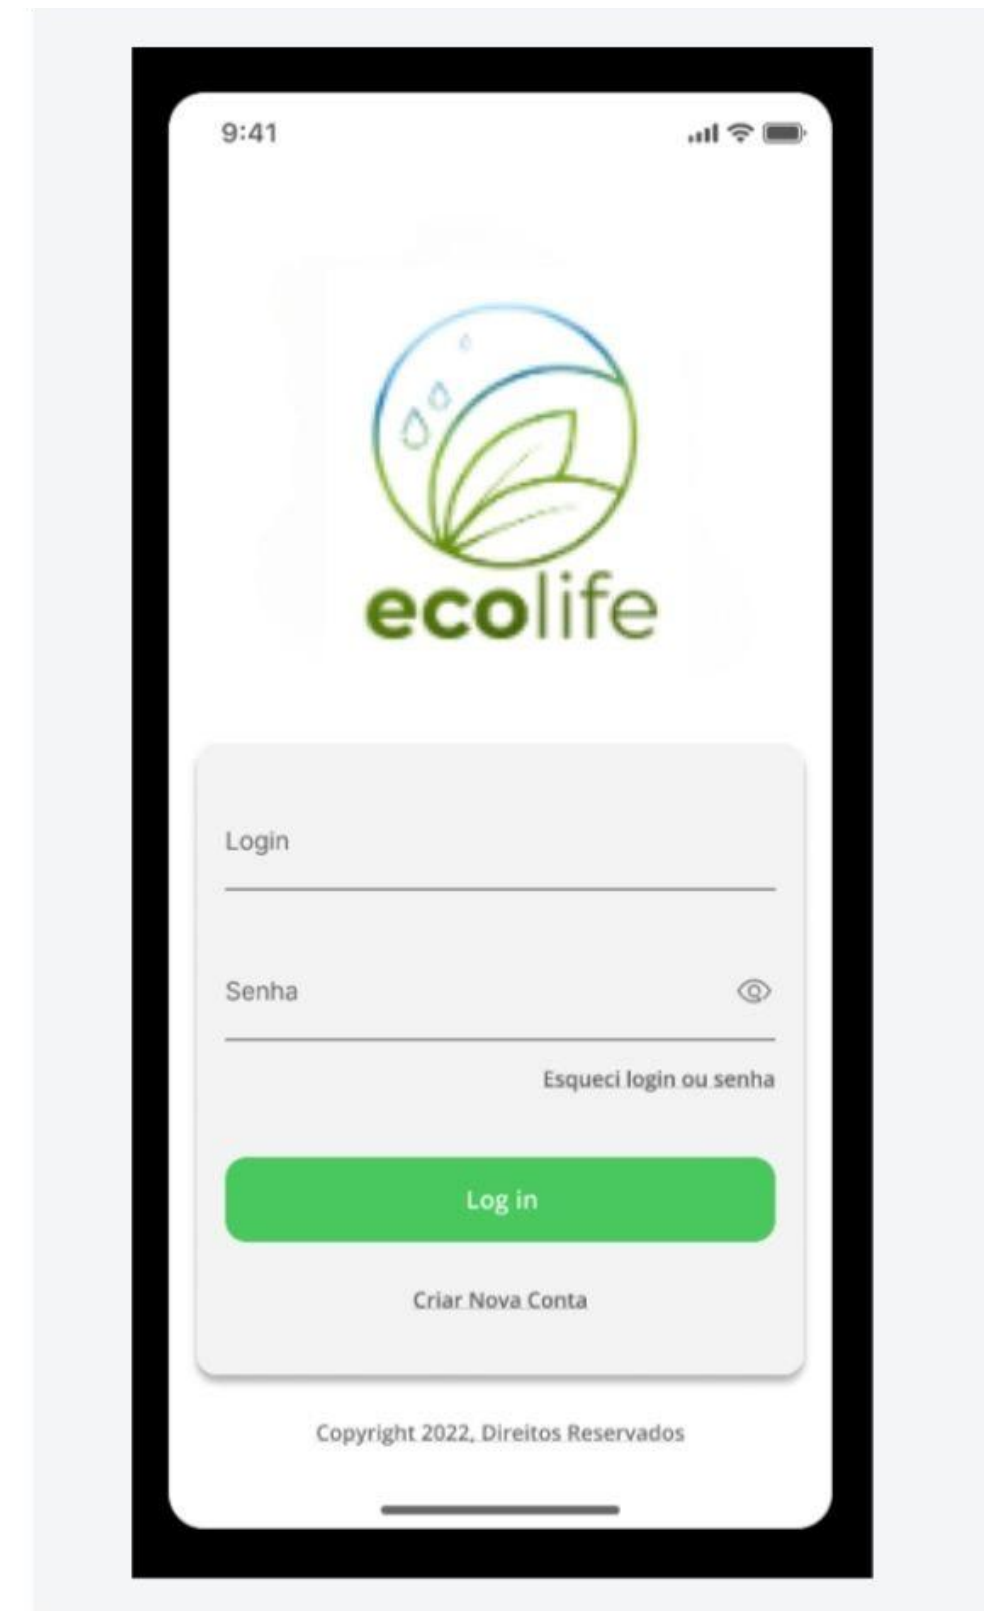 9:41
ecolife
Login
Senha
Esqueci login ou senha
Log in
Criar Nova Conta
Copyright 2022, Direitos Reservados